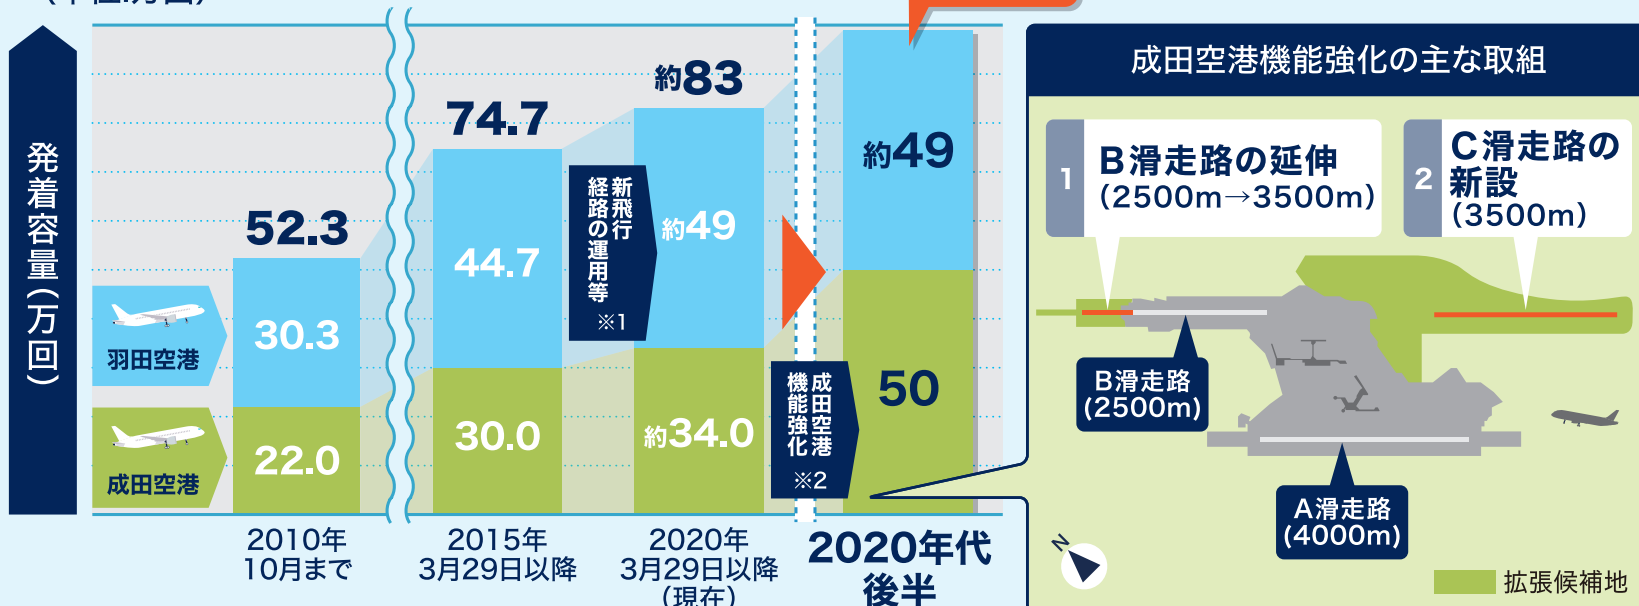 発着容量(万回)
52.3
30.3
22.0
羽田空港
成田空港
74.7
44.7
30.0
新飛行
経路の運用等
※1
約83
約49
約34.0
成田空港
機能強化
※2
約49
50
2010年
10月まで
2015年
3月29日以降
2020年
3月29日以降
(現在)
2020年代
後半
成田空港機能強化の主な取組
1
B滑走路の延伸
(2500m→3500m)
2
C滑走路の
新設
(3500m)
B滑走路
(2500m)
A滑走路
(4000m)
N
拡張候補地